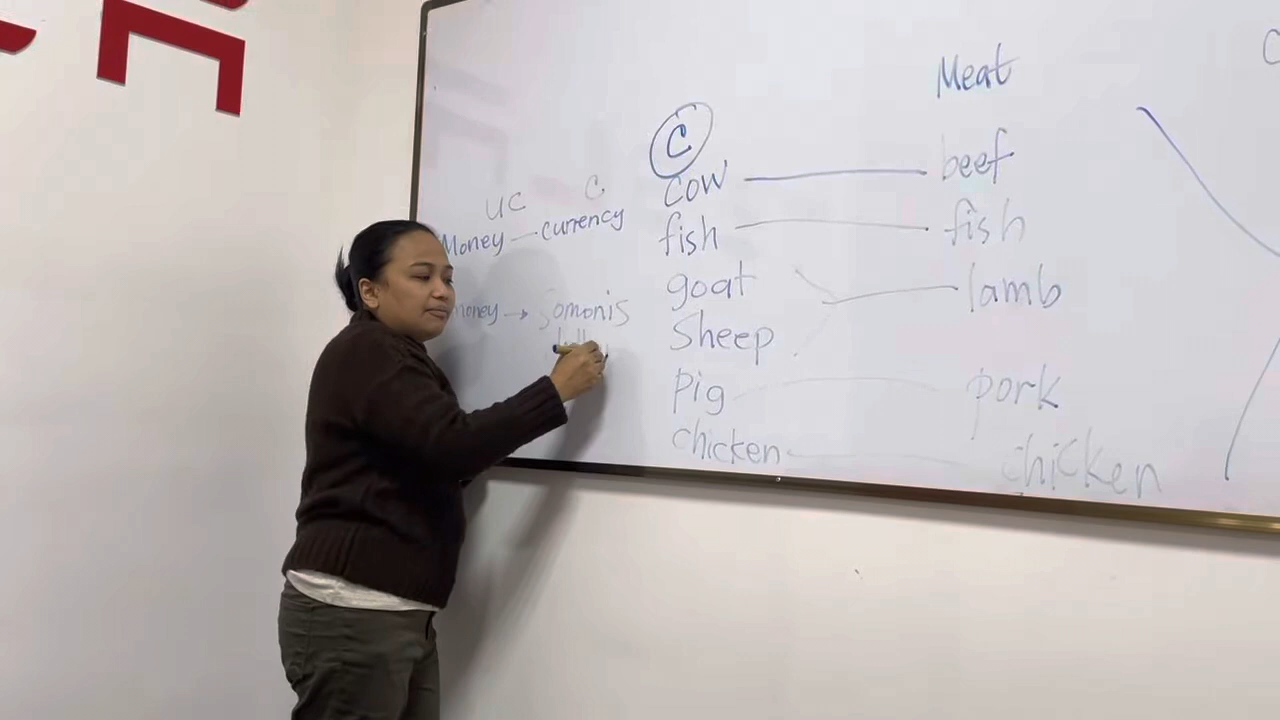 Meat
C
cow beef
UC C
Money — currency
fish fish
goat lamb
money → Somonis
Sheep
pig pork
chicken chicken